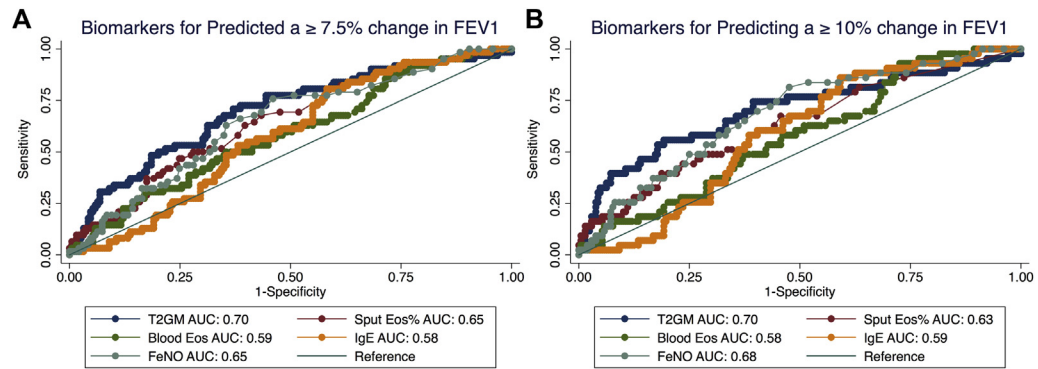 A
Biomarkers for Predicted a ≥ 7.5% change in FEV1
Sensitivity
1.00
0.75
0.50
0.25
0.00
0.00 0.25 0.50 0.75 1.00
1-Specificity
T2GM AUC: 0.70 Sput Eos% AUC: 0.65
Blood Eos AUC: 0.59 IgE AUC: 0.58
FeNO AUC: 0.65 Reference
B
Biomarkers for Predicting a ≥ 10% change in FEV1
Sensitivity
1.00
0.75
0.50
0.25
0.00
0.00 0.25 0.50 0.75 1.00
1-Specificity
T2GM AUC: 0.70 Sput Eos% AUC: 0.63
Blood Eos AUC: 0.58 IgE AUC: 0.59
FeNO AUC: 0.68 Reference